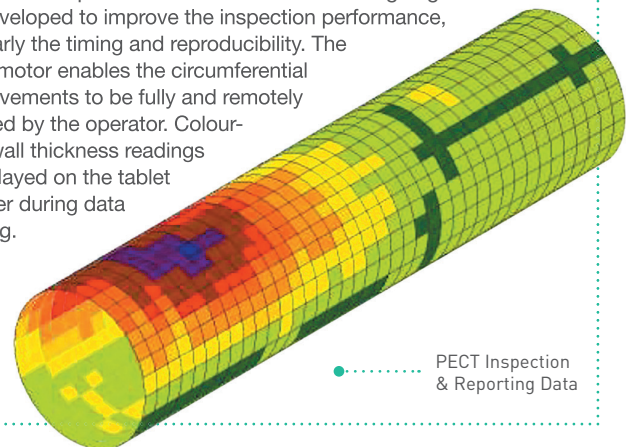 veloped to improve the inspection performance,
arly the timing and reproducibility. The
motor enables the circumferential
vements to be fully and remotely
ed by the operator. Colour-
wall thickness readings
layed on the tablet
er during data
g.
PECT Inspection
& Reporting Data